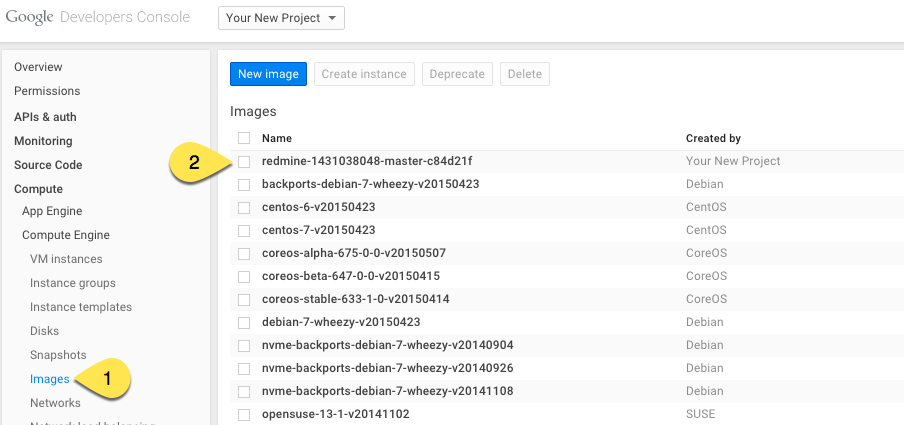 Google Developers Console
Your New Project
Overview
Permissions
APIs & auth
Monitoring
Source Code
Compute
App Engine
Compute Engine
VM instances
Instance groups
Instance templates
Disks
Snapshots
Images
1
Networks
Network load balancing
New image
Create instance
Deprecate
Delete
Images
Name Created by
2
redmine-1431038048-master-c84d21f Your New Project
backports-debian-7-wheezy-v20150423 Debian
centos-6-v20150423 CentOS
centos-7-v20150423 CentOS
coreos-alpha-675-0-0-v20150507 CoreOS
coreos-beta-647-0-0-v20150415 CoreOS
coreos-stable-633-1-0-v20150414 CoreOS
debian-7-wheezy-v20150423 Debian
nvme-backports-debian-7-wheezy-v20140904 Debian
nvme-backports-debian-7-wheezy-v20140926 Debian
nvme-backports-debian-7-wheezy-v20141108 Debian
opensuse-13-1-v20141102 SUSE